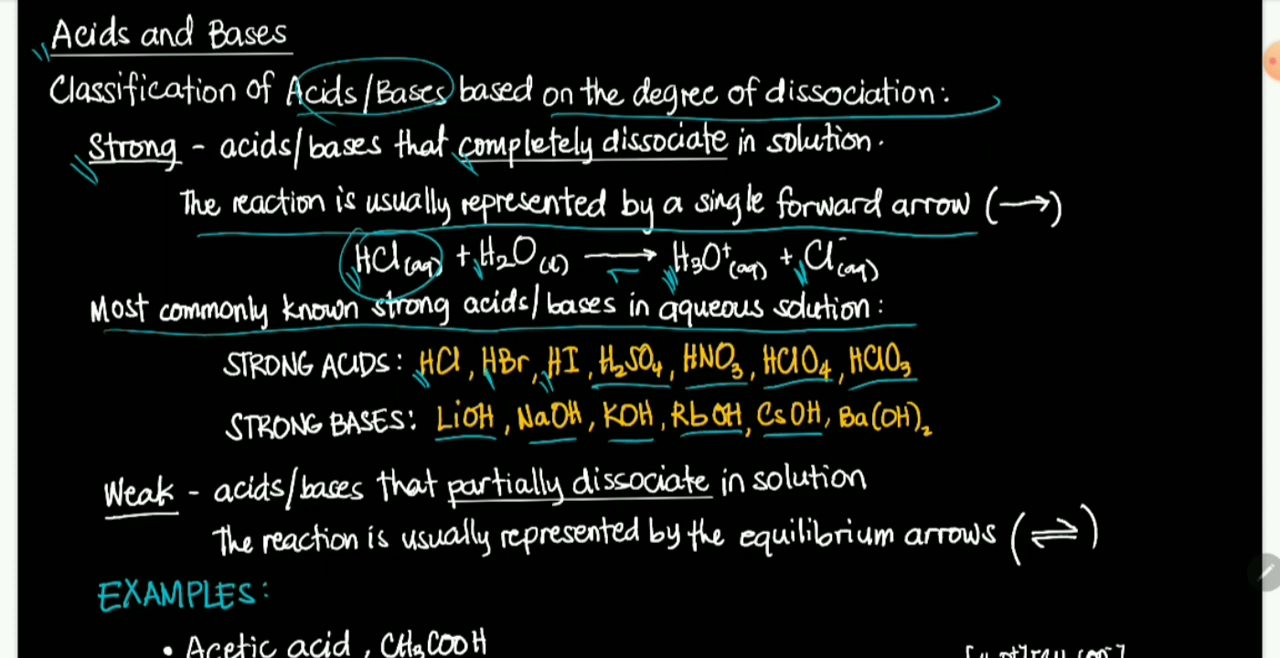 Acids and Bases
Classification of Acids/Bases based on the degree of dissociation:
Strong - acids/bases that completely dissociate in solution.
The reaction is usually represented by a single forward arrow (→)
HCl(aq) + H₂O(l) → H₃O⁺(aq) + Cl⁻(aq)
Most commonly known strong acids/bases in aqueous solution:
STRONG ACIDS: HCl, HBr, HI, H₂SO₄, HNO₃, HClO₄, HClO₃
STRONG BASES: LiOH, NaOH, KOH, RbOH, CsOH, Ba(OH)₂
Weak - acids/bases that partially dissociate in solution
The reaction is usually represented by the equilibrium arrows (⇌)
EXAMPLES:
• Acetic acid, CH₃COOH